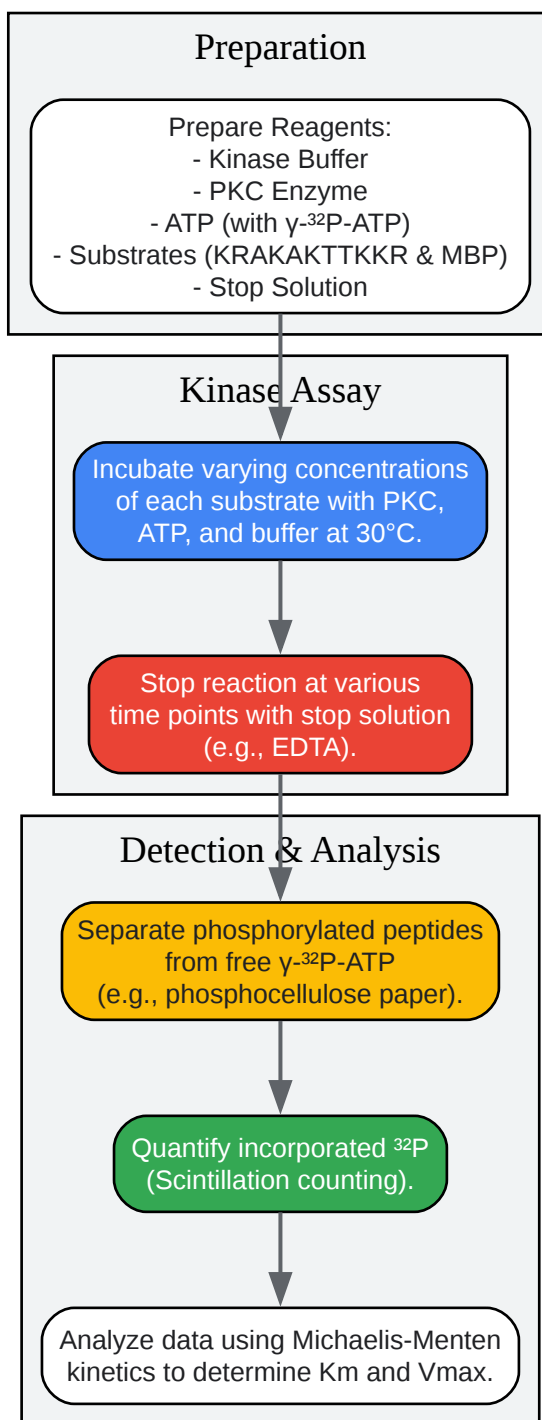 Preparation
Prepare Reagents:
- Kinase Buffer
- PKC Enzyme
- ATP (with γ-³²P-ATP)
- Substrates (KRAKAKTTKKR & MBP)
- Stop Solution
Kinase Assay
Incubate varying concentrations
of each substrate with PKC,
ATP, and buffer at 30°C.
Stop reaction at various
time points with stop solution
(e.g., EDTA).
Detection & Analysis
Separate phosphorylated peptides
from free γ-³²P-ATP
(e.g., phosphocellulose paper).
Quantify incorporated ³²P
(Scintillation counting).
Analyze data using Michaelis-Menten
kinetics to determine Km and Vmax.